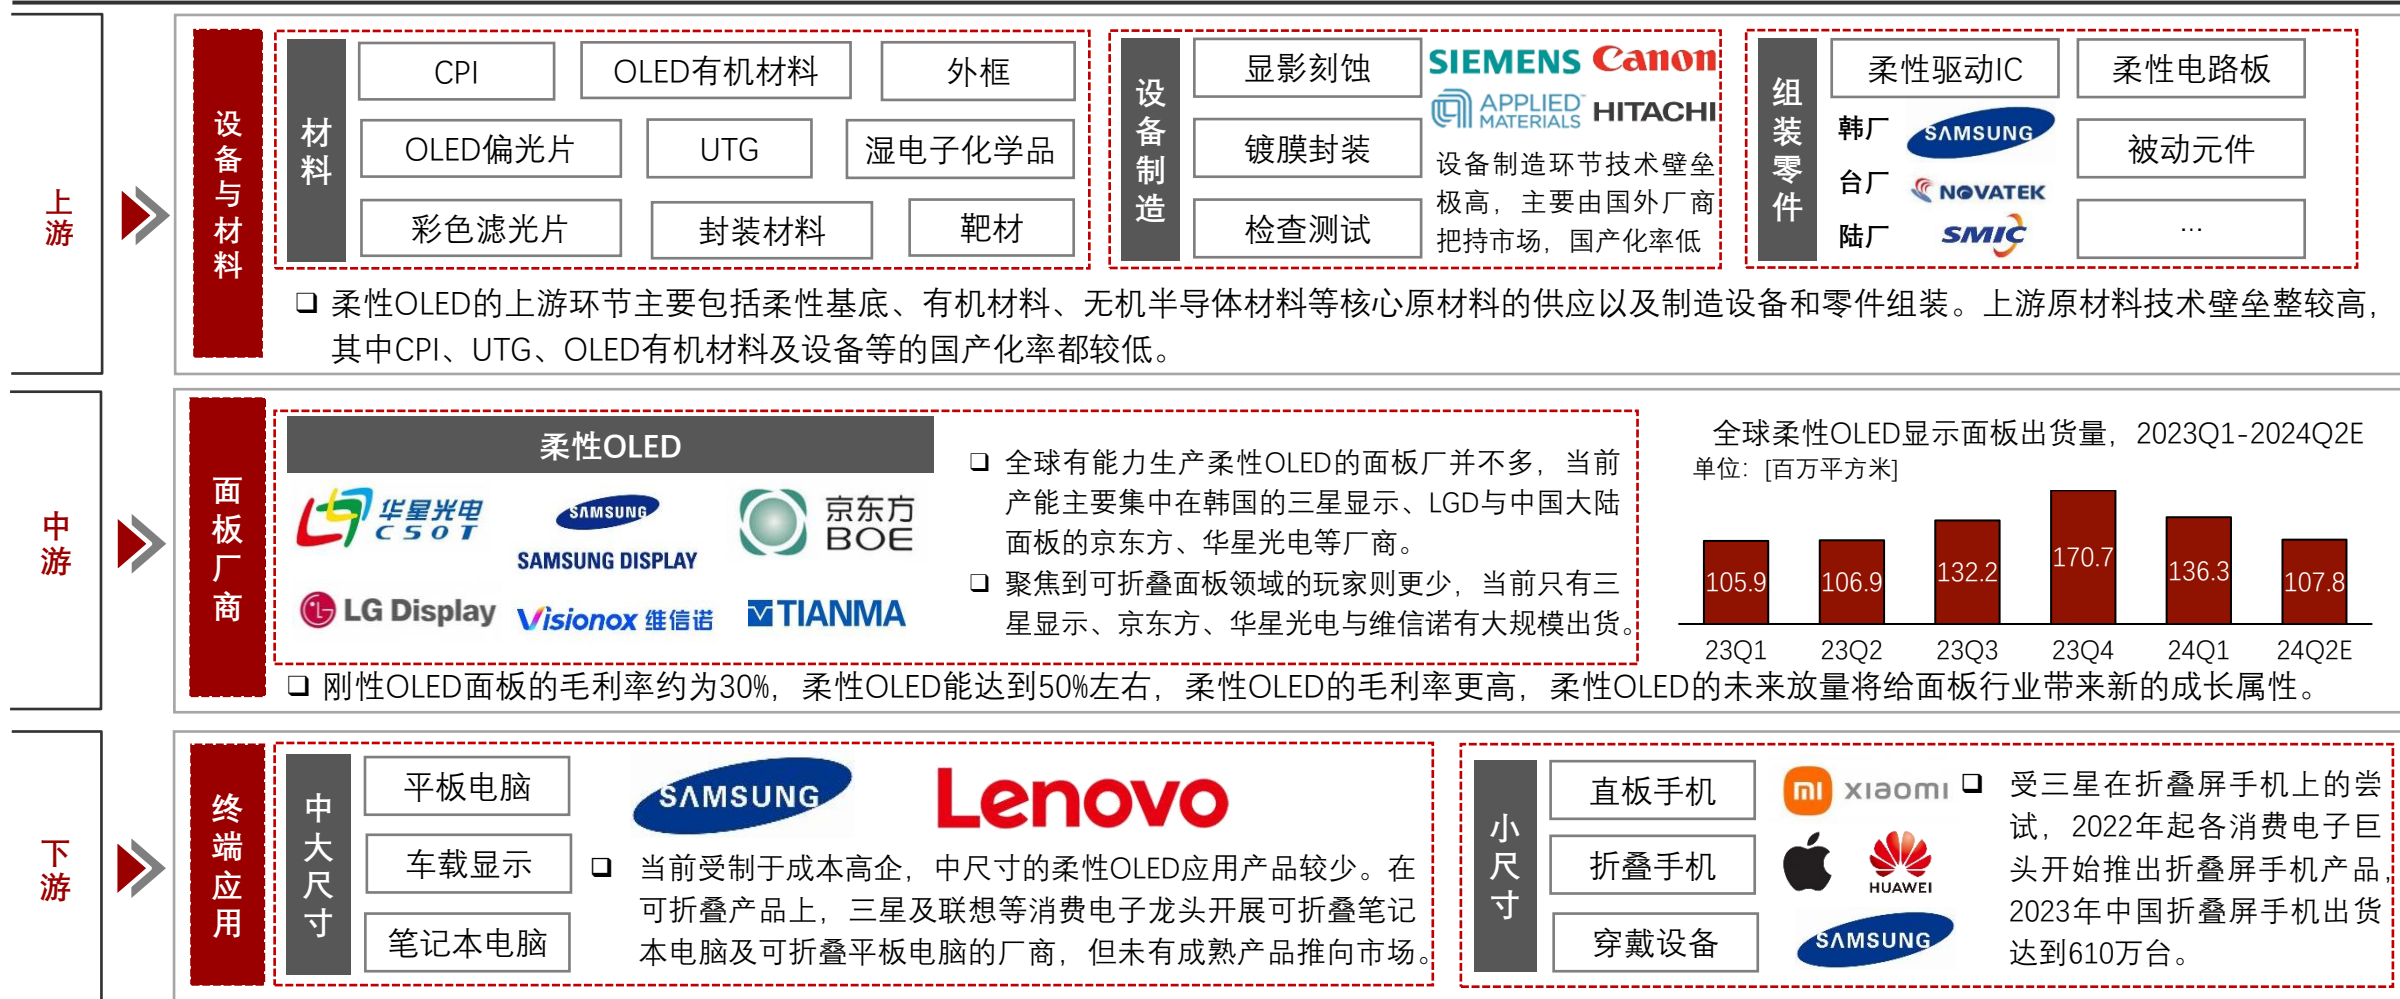 上游
设备与材料
材料
CPI
OLED有机材料
外框
OLED偏光片
UTG
湿电子化学品
彩色滤光片
封装材料
靶材
设备制造
显影刻蚀
镀膜封装
检查测试
SIEMENS
Canon
APPLIED MATERIALS
HITACHI
设备制造环节技术壁垒
极高，主要由国外厂商
把持市场，国产化率低
组装零件
柔性驱动IC
柔性电路板
韩厂
SAMSUNG
被动元件
台厂
NOVATEK
陆厂
SMIC
...
柔性OLED的上游环节主要包括柔性基底、有机材料、无机半导体材料等核心原材料的供应以及制造设备和零件组装。上游原材料技术壁垒整较高，
其中CPI、UTG、OLED有机材料及设备等的国产化率都较低。
中游
面板厂商
柔性OLED
华星光电
CSOT
SAMSUNG
SAMSUNG DISPLAY
京东方
BOE
LG Display
Visionox 维信诺
TIANMA
全球有能力生产柔性OLED的面板厂并不多，当前
产能主要集中在韩国的三星显示、LGD与中国大陆
面板的京东方、华星光电等厂商。
聚焦到可折叠面板领域的玩家则更少，当前只有三
星显示、京东方、华星光电与维信诺有大规模出货。
全球柔性OLED显示面板出货量，2023Q1-2024Q2E
单位：[百万平方米]
105.9
106.9
132.2
170.7
136.3
107.8
23Q1
23Q2
23Q3
23Q4
24Q1
24Q2E
刚性OLED面板的毛利率约为30%，柔性OLED能达到50%左右，柔性OLED的毛利率更高，柔性OLED的未来放量将给面板行业带来新的成长属性。
下游
终端应用
中大尺寸
平板电脑
车载显示
笔记本电脑
SAMSUNG
Lenovo
当前受制于成本高企，中尺寸的柔性OLED应用产品较少。在
可折叠产品上，三星及联想等消费电子龙头开展可折叠笔记
本电脑及可折叠平板电脑的厂商，但未有成熟产品推向市场。
小尺寸
直板手机
折叠手机
穿戴设备
xiaomi
HUAWEI
SAMSUNG
受三星在折叠屏手机上的尝
试，2022年起各消费电子巨
头开始推出折叠屏手机产品，
2023年中国折叠屏手机出货
达到610万台。